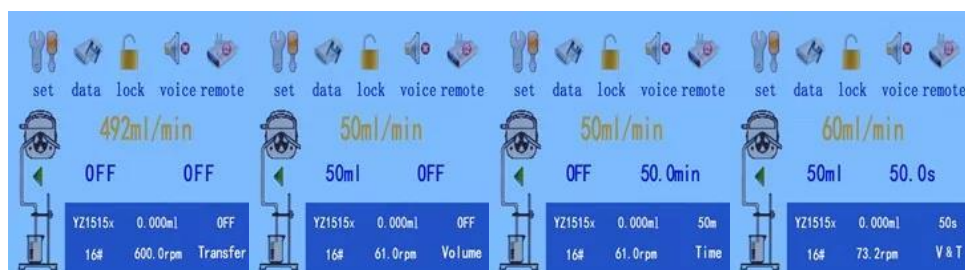 set data lock voice remote
492ml/min
OFF OFF
YZ1515x 0.000ml OFF
16# 600.0rpm Transfer
set data lock voice remote
50ml/min
50ml OFF
YZ1515x 0.000ml OFF
16# 61.0rpm Volume
set data lock voice remote
50ml/min
OFF 50.0min
YZ1515x 0.000ml 50m
16# 61.0rpm Time
set data lock voice remote
60ml/min
50ml 50.0s
YZ1515x 0.000ml 50s
16# 73.2rpm V&T